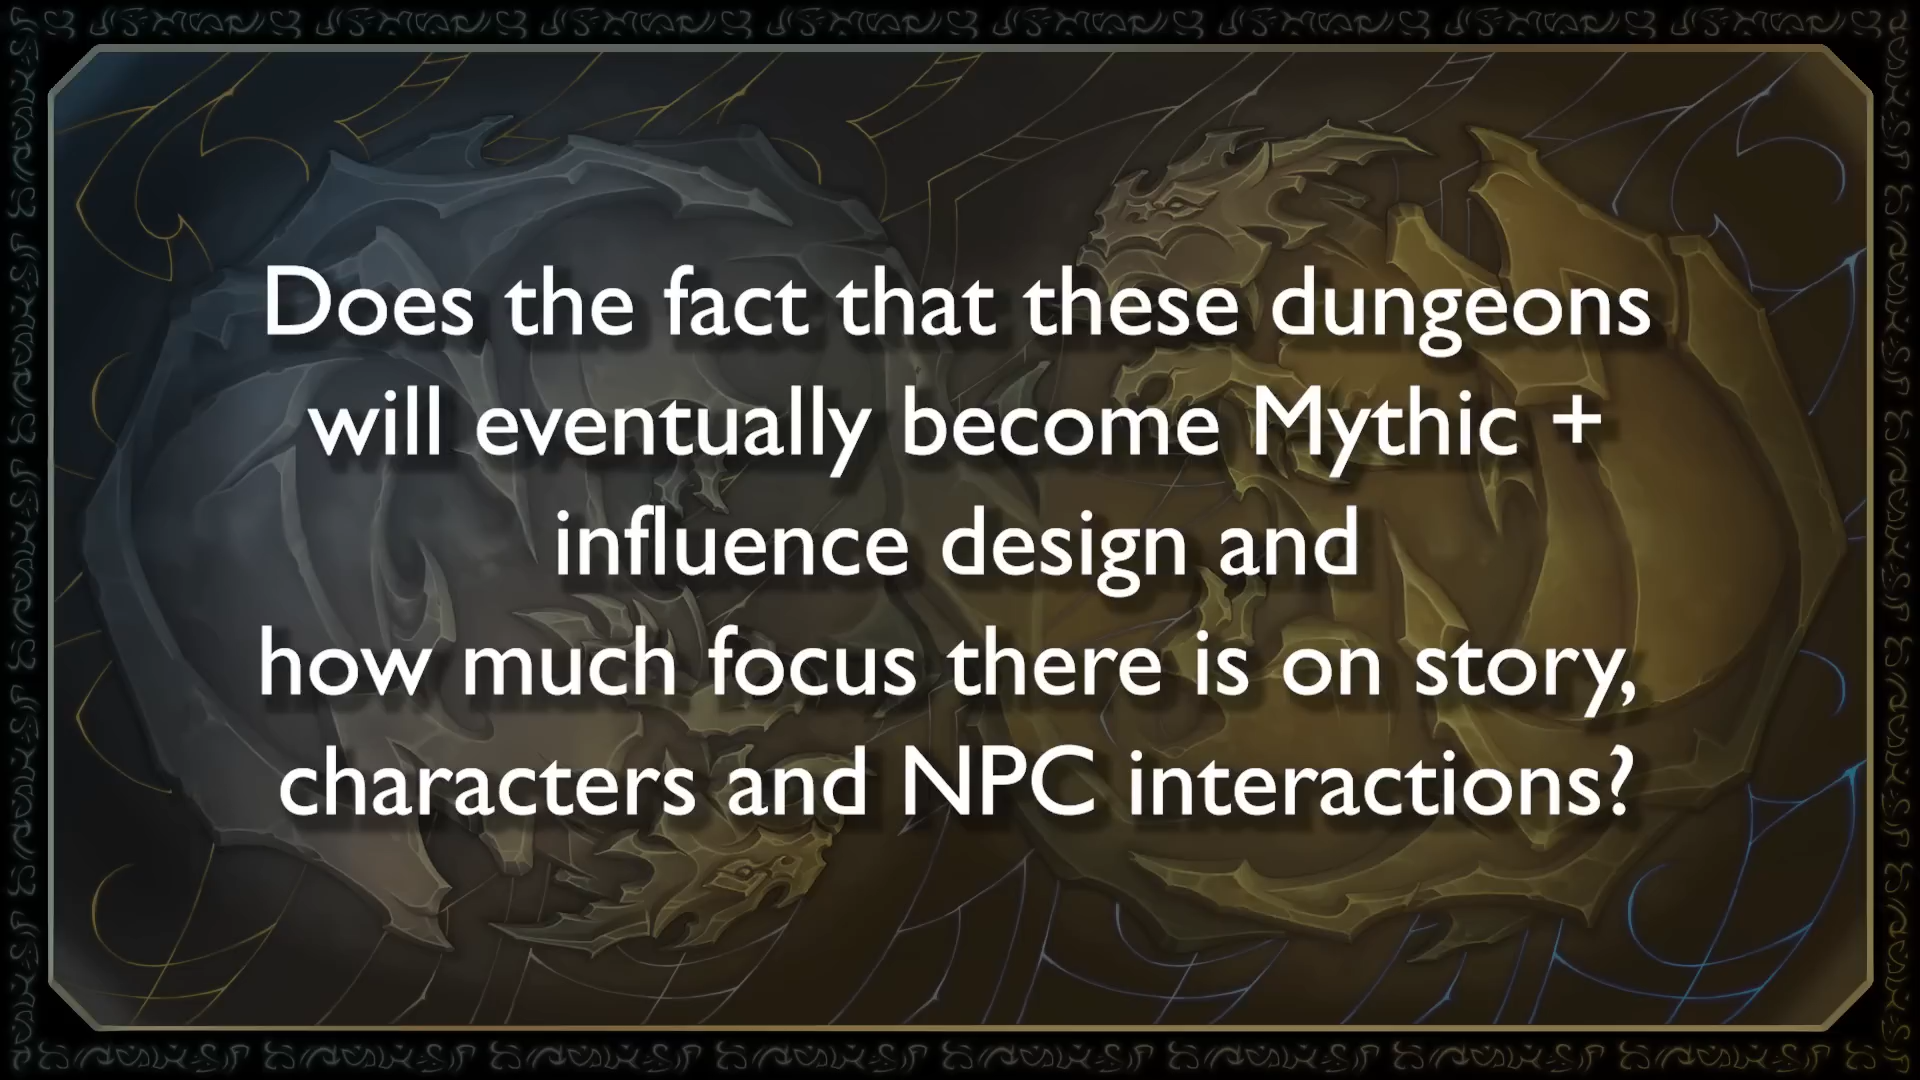 Does the fact that these dungeons
will eventually become Mythic +
influence design and
how much focus there is on story,
characters and NPC interactions?